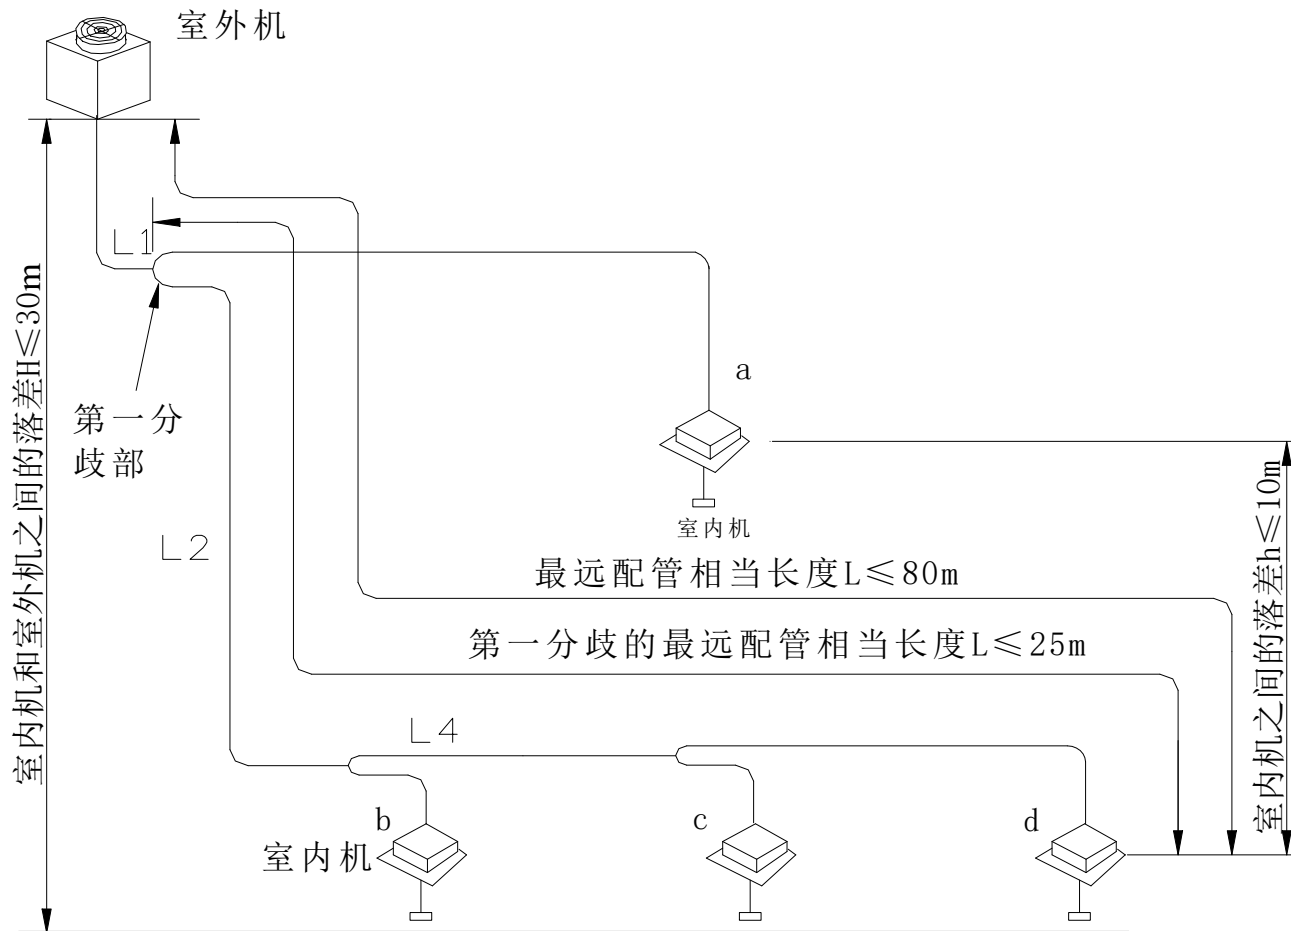 室外机
L1
室内机和室外机之间的落差H≤30m
第一分
歧部
a
室内机
L2
最远配管相当长度L≤80m
第一分歧的最远配管相当长度L≤25m
室内机之间的落差h≤10m
L4
b
c
d
室内机